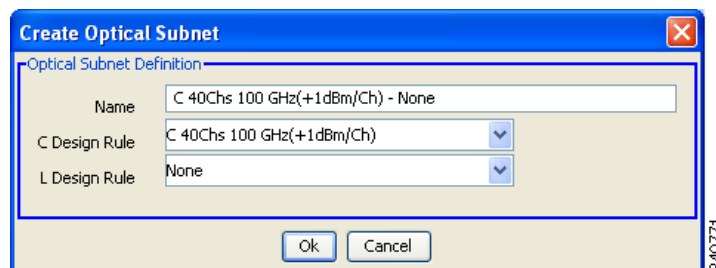 Create Optical Subnet
Optical Subnet Definition
Name C 40Chs 100 GHz(+1dBm/Ch) - None
C Design Rule C 40Chs 100 GHz(+1dBm/Ch)
L Design Rule None
Ok Cancel